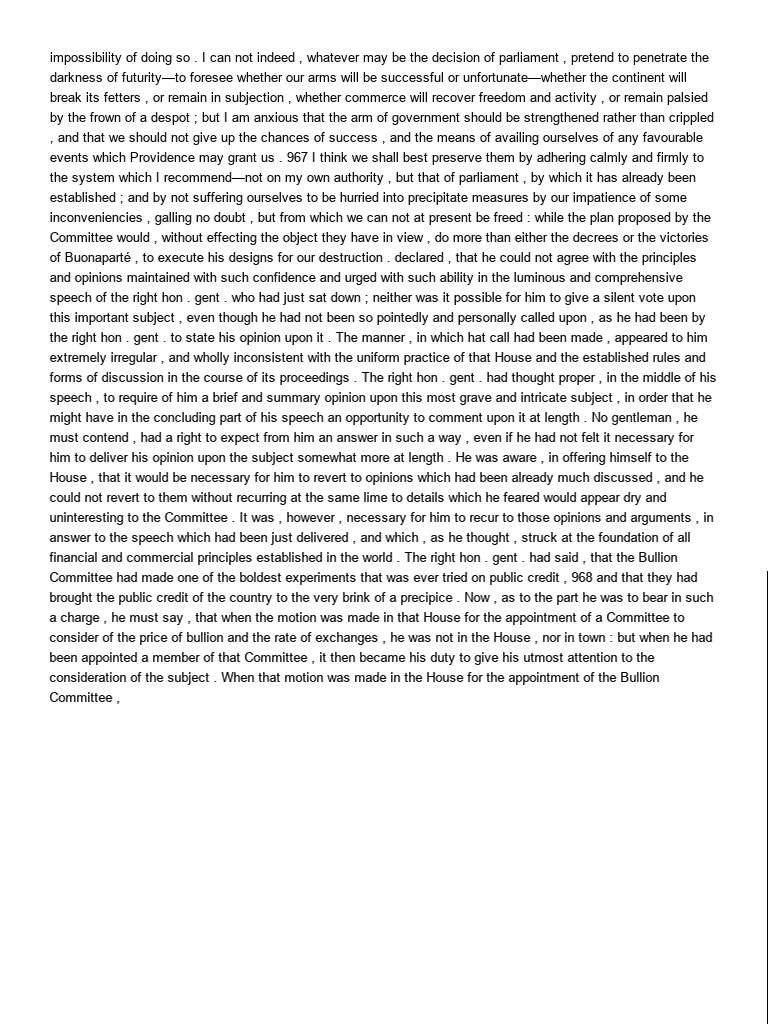 impossibility of doing so . I can not indeed , whatever may be the decision of parliament , pretend to penetrate the
darkness of futurity—to foresee whether our arms will be successful or unfortunate—whether the continent will
break its fetters , or remain in subjection , whether commerce will recover freedom and activity , or remain palsied
by the frown of a despot ; but I am anxious that the arm of government should be strengthened rather than crippled
, and that we should not give up the chances of success , and the means of availing ourselves of any favourable
events which Providence may grant us . 967 I think we shall best preserve them by adhering calmly and firmly to
the system which I recommend—not on my own authority , but that of parliament , by which it has already been
established ; and by not suffering ourselves to be hurried into precipitate measures by our impatience of some
inconveniencies , galling no doubt , but from which we can not at present be freed : while the plan proposed by the
Committee would , without effecting the object they have in view , do more than either the decrees or the victories
of Buonaparté , to execute his designs for our destruction . declared , that he could not agree with the principles
and opinions maintained with such confidence and urged with such ability in the luminous and comprehensive
speech of the right hon . gent . who had just sat down ; neither was it possible for him to give a silent vote upon
this important subject , even though he had not been so pointedly and personally called upon , as he had been by
the right hon . gent . to state his opinion upon it . The manner , in which hat call had been made , appeared to him
extremely irregular , and wholly inconsistent with the uniform practice of that House and the established rules and
forms of discussion in the course of its proceedings . The right hon . gent . had thought proper , in the middle of his
speech , to require of him a brief and summary opinion upon this most grave and intricate subject , in order that he
might have in the concluding part of his speech an opportunity to comment upon it at length . No gentleman , he
must contend , had a right to expect from him an answer in such a way , even if he had not felt it necessary for
him to deliver his opinion upon the subject somewhat more at length . He was aware , in offering himself to the
House , that it would be necessary for him to revert to opinions which had been already much discussed , and he
could not revert to them without recurring at the same lime to details which he feared would appear dry and
uninteresting to the Committee . It was , however , necessary for him to recur to those opinions and arguments , in
answer to the speech which had been just delivered , and which , as he thought , struck at the foundation of all
financial and commercial principles established in the world . The right hon . gent . had said , that the Bullion
Committee had made one of the boldest experiments that was ever tried on public credit , 968 and that they had
brought the public credit of the country to the very brink of a precipice . Now , as to the part he was to bear in such
a charge , he must say , that when the motion was made in that House for the appointment of a Committee to
consider of the price of bullion and the rate of exchanges , he was not in the House , nor in town : but when he had
been appointed a member of that Committee , it then became his duty to give his utmost attention to the
consideration of the subject . When that motion was made in the House for the appointment of the Bullion
Committee ,